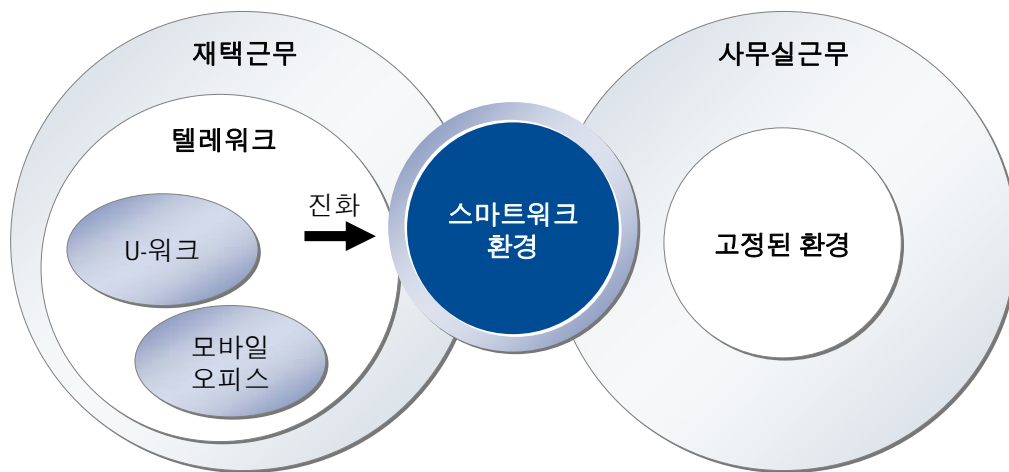 재택근무
텔레워크
U-워크
모바일
오피스
진화
스마트워크
환경
사무실근무
고정된 환경